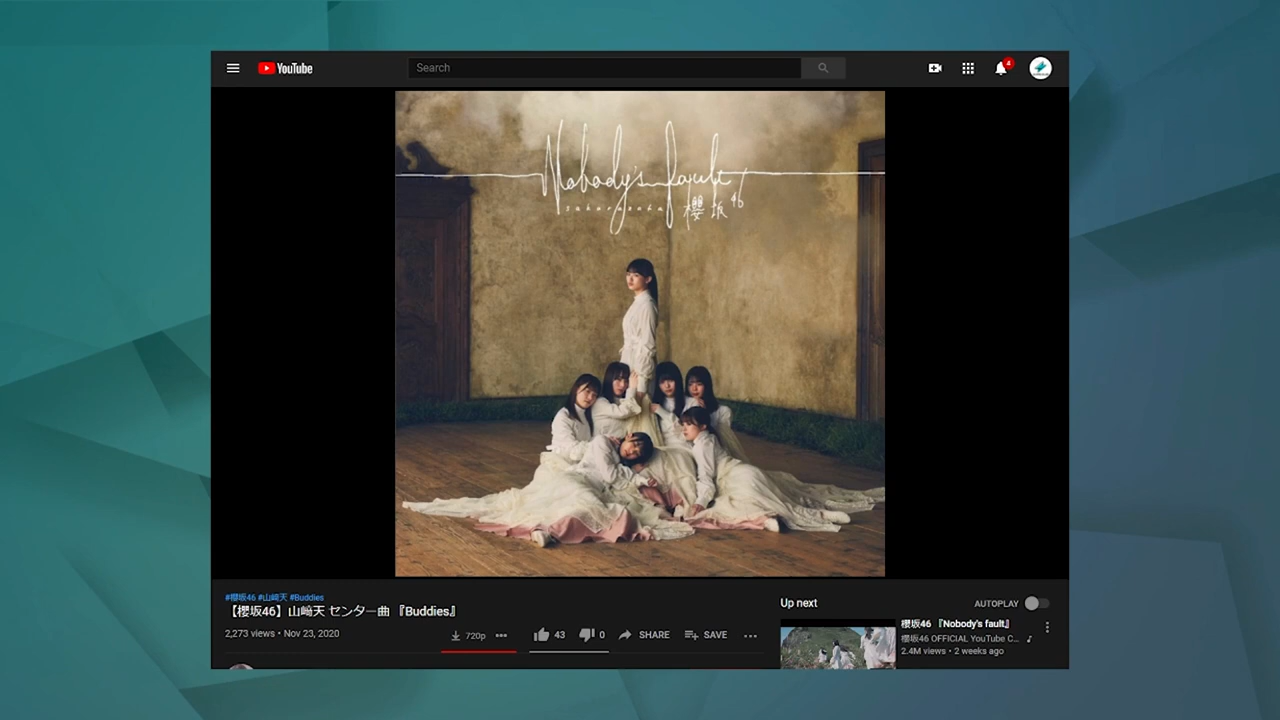 YouTube
Search
4
Nobody's fault
sakurazaka 櫻坂46
#櫻坂46 #山﨑天 #Buddies
【櫻坂46】山﨑天 センター曲 『Buddies』
2,273 views • Nov 23, 2020
720p
43
0
SHARE
SAVE
Up next
AUTOPLAY
櫻坂46 『Nobody's fault』
櫻坂46 OFFICIAL YouTube C...
2.4M views • 2 weeks ago